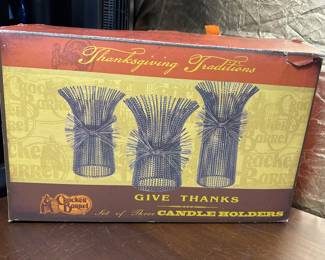 Thanksgiving Traditions
GIVE THANKS
Cracker
Barrel
Set of Three CANDLE HOLDERS